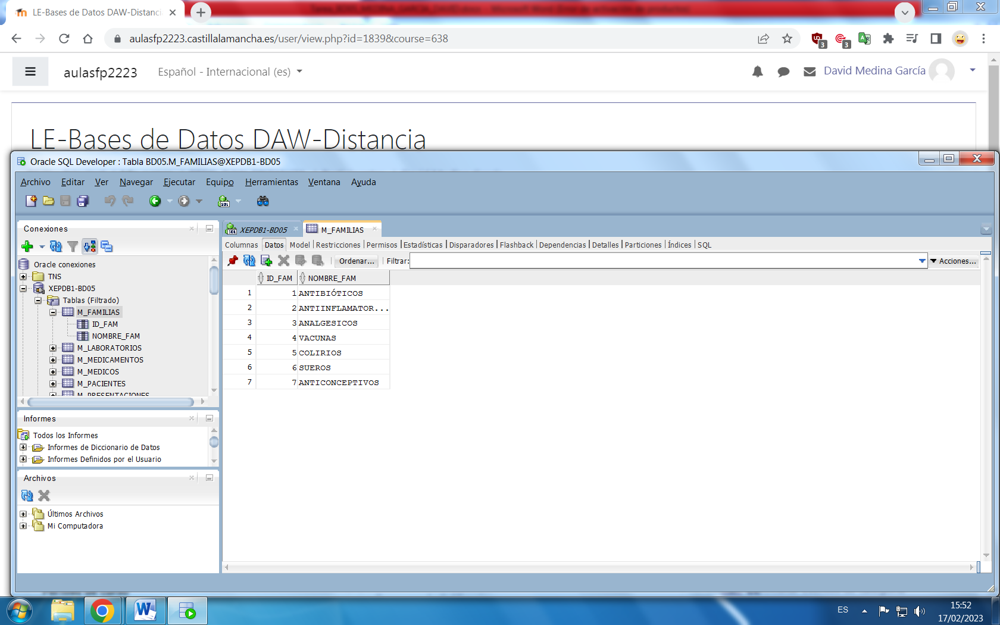 LE-Bases de Datos DAW-Distanci
aulasfp2223.castillalamancha.es/user/view.php?id=1839&course=638
3
3
aulasfp2223
Español - Internacional (es)
David Medina García
LE-Bases de Datos DAW-Distancia
Oracle SQL Developer : Tabla BD05.M_FAMILIAS@XEPDB1-BD05
Archivo Editar Ver Navegar Ejecutar Equipo Herramientas Ventana Ayuda
Conexiones
Oracle conexiones
TNS
XEPDB1-BD05
Tablas (Filtrado)
M_FAMILIAS
ID_FAM
NOMBRE_FAM
M_LABORATORIOS
M_MEDICAMENTOS
M_MEDICOS
M_PACIENTES
M_PRESENTACIONES
Informes
Todos los Informes
Informes de Diccionario de Datos
Informes Definidos por el Usuario
Archivos
Últimos Archivos
Mi Computadora
XEPDB1-BD05 M_FAMILIAS
Columnas Datos Model Restricciones Permisos Estadísticas Disparadores Flashback Dependencias Detalles Particiones Índices SQL
Ordenar... Filtrar: Acciones...
ID_FAM NOMBRE_FAM
1 1 ANTIBIÓTICOS
2 2 ANTIINFLAMATOR...
3 3 ANALGESICOS
4 4 VACUNAS
5 5 COLIRIOS
6 6 SUEROS
7 7 ANTICONCEPTIVOS
ES
15:52
17/02/2023